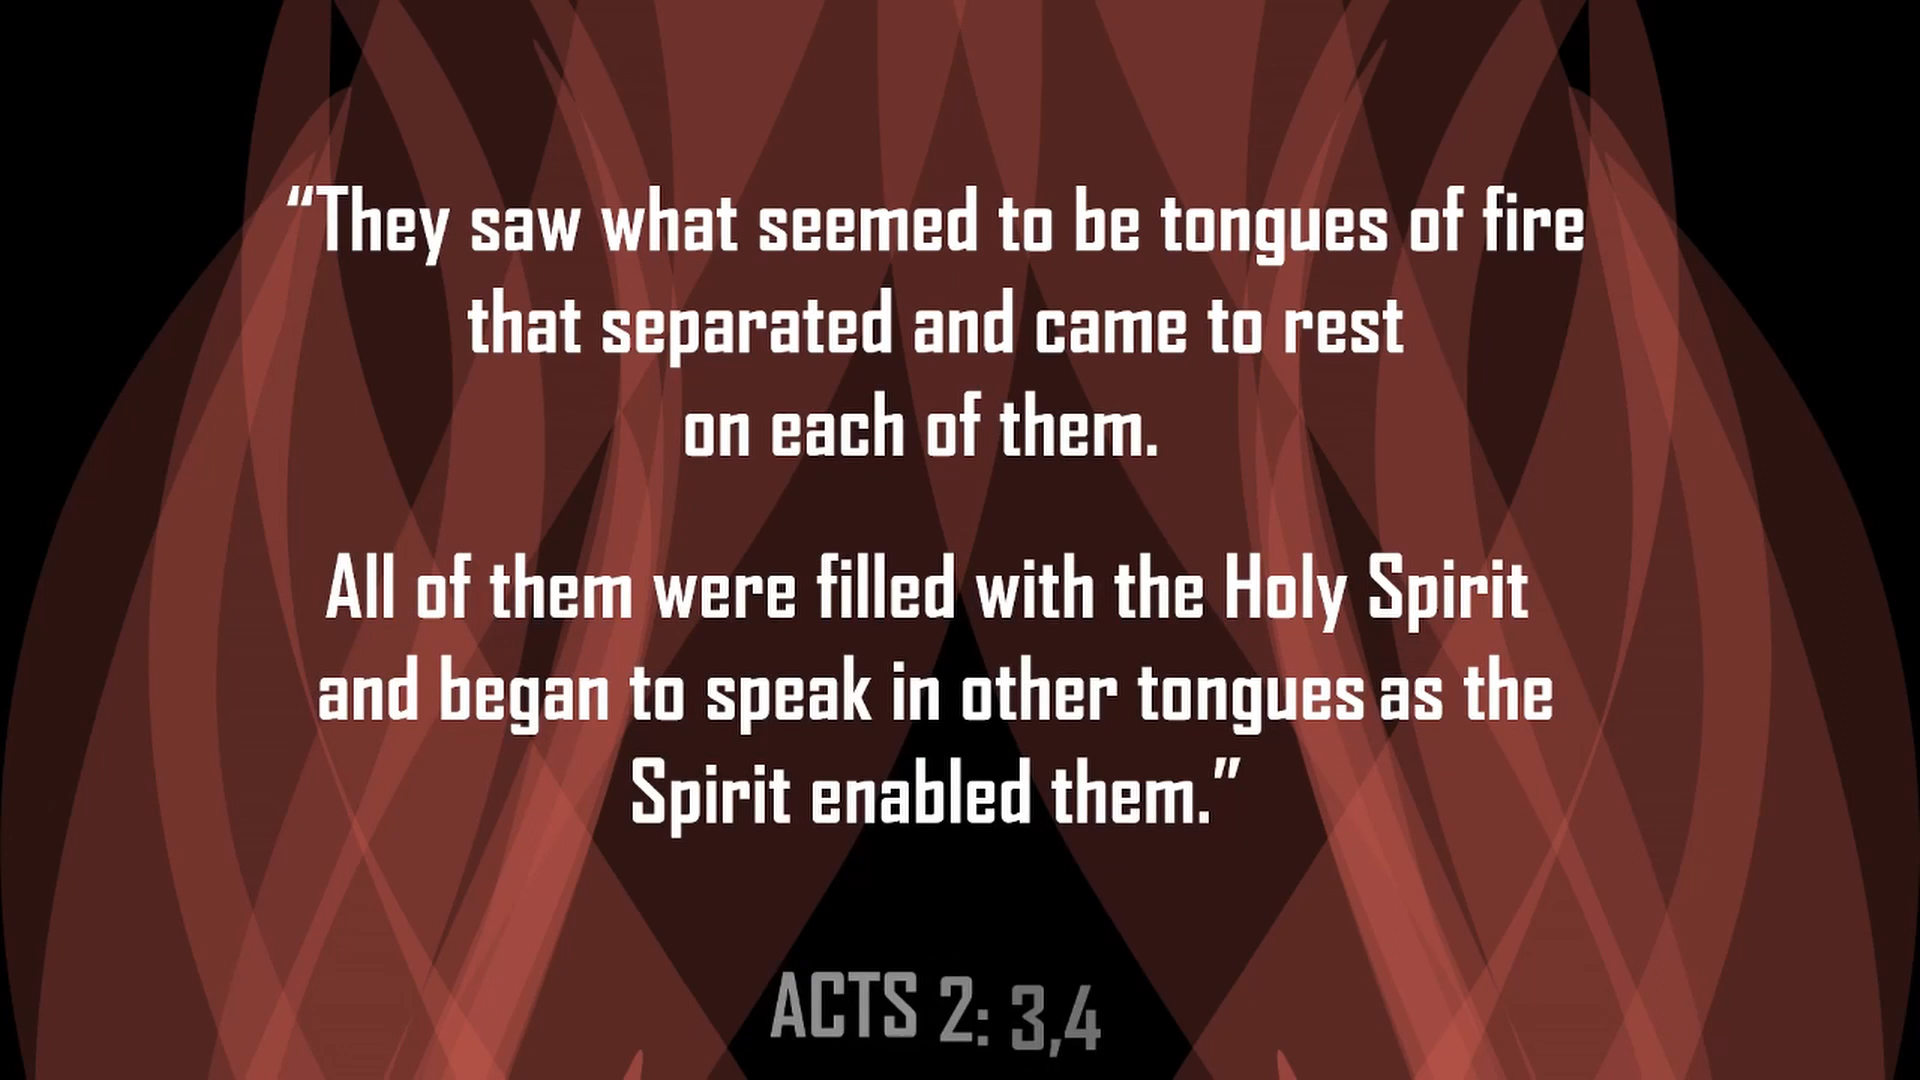 “They saw what seemed to be tongues of fire
that separated and came to rest
on each of them.
All of them were filled with the Holy Spirit
and began to speak in other tongues as the
Spirit enabled them.”
ACTS 2: 3,4